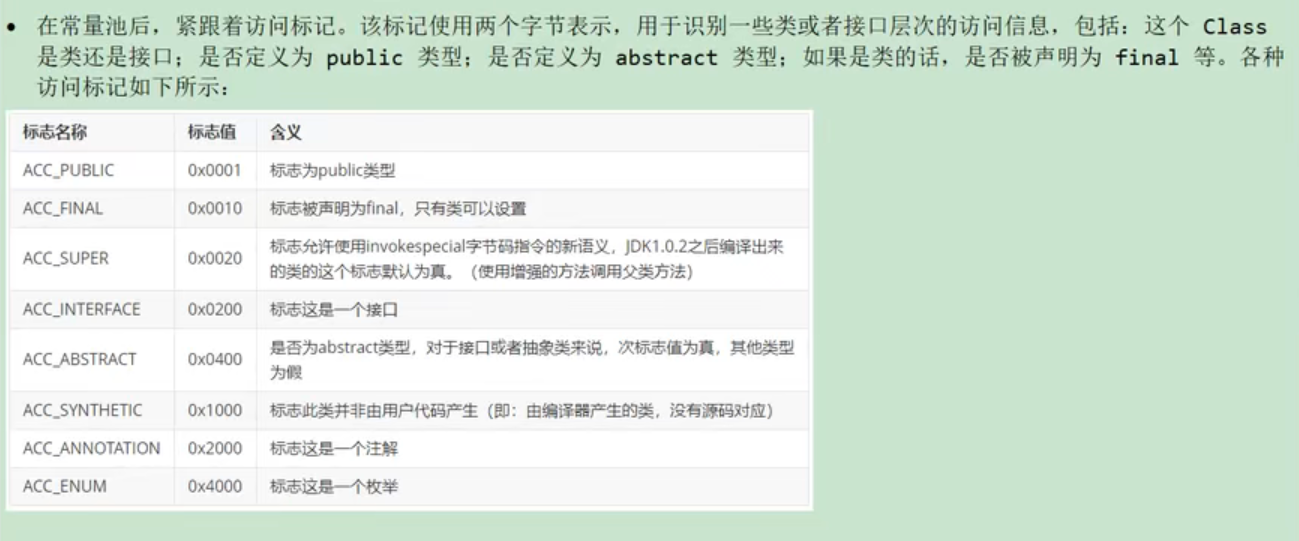 • 在常量池后，紧跟着访问标记。该标记使用两个字节表示，用于识别一些类或者接口层次的访问信息，包括：这个 Class
是类还是接口；是否定义为 public 类型；是否定义为 abstract 类型；如果是类的话，是否被声明为 final 等。各种
访问标记如下所示：
标志名称 标志值 含义
ACC_PUBLIC 0x0001 标志为public类型
ACC_FINAL 0x0010 标志被声明为final，只有类可以设置
ACC_SUPER 0x0020 标志允许使用invokespecial字节码指令的新语义，JDK1.0.2之后编译出来
的类的这个标志默认为真。（使用增强的方法调用父类方法）
ACC_INTERFACE 0x0200 标志这是一个接口
ACC_ABSTRACT 0x0400 是否为abstract类型，对于接口或者抽象类来说，次标志值为真，其他类型
为假
ACC_SYNTHETIC 0x1000 标志此类并非由用户代码产生（即：由编译器产生的类，没有源码对应）
ACC_ANNOTATION 0x2000 标志这是一个注解
ACC_ENUM 0x4000 标志这是一个枚举